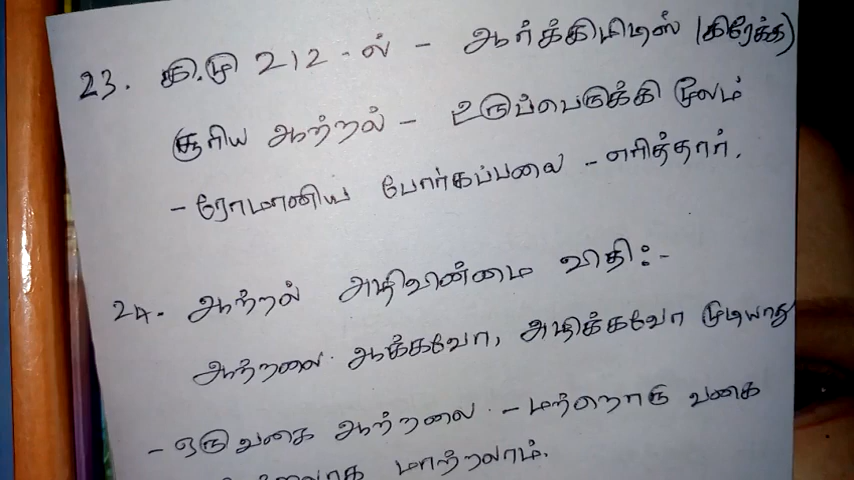 23. கி.மு 212-ல் - ஆர்க்கிமிடிஸ் (கிரேக்க)
சூரிய ஆற்றல் - உருப்பெருக்கி மூலம்
- ரோமானிய போர்கப்பலை - எரித்தார்.
24. ஆற்றல் அழிவின்மை விதி:-
ஆற்றலை ஆக்கவோ, அழிக்கவோ முடியாது
- ஒரு வகை ஆற்றலை - மற்றொரு வகை
மாற்றலாம்.